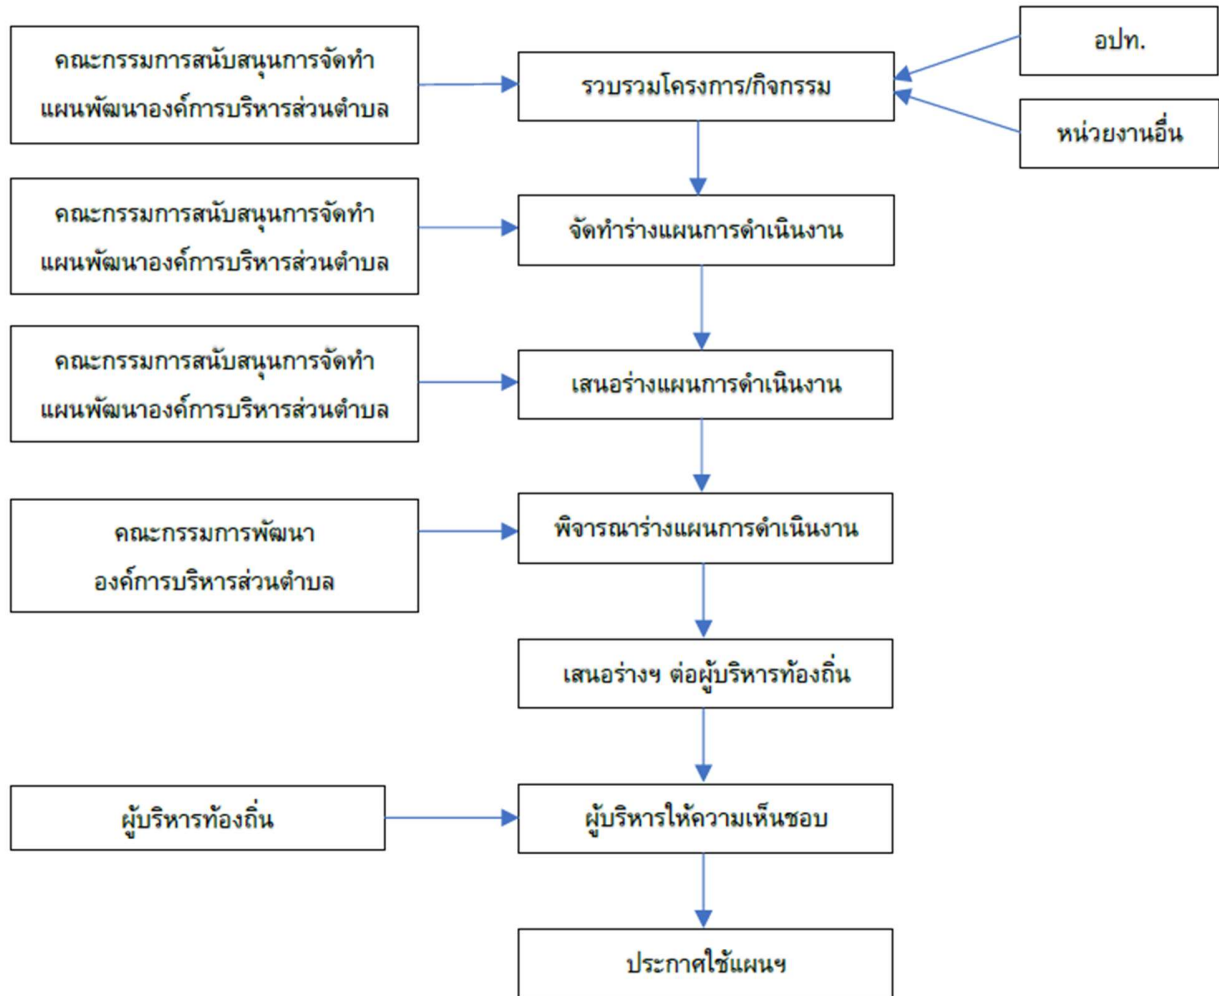 คณะกรรมการสนับสนุนการจัดทำ
แผนพัฒนาองค์การบริหารส่วนตำบล
รวบรวมโครงการ/กิจกรรม
อปท.
หน่วยงานอื่น
คณะกรรมการสนับสนุนการจัดทำ
แผนพัฒนาองค์การบริหารส่วนตำบล
จัดทำร่างแผนการดำเนินงาน
คณะกรรมการสนับสนุนการจัดทำ
แผนพัฒนาองค์การบริหารส่วนตำบล
เสนอร่างแผนการดำเนินงาน
คณะกรรมการพัฒนา
องค์การบริหารส่วนตำบล
พิจารณาร่างแผนการดำเนินงาน
เสนอร่างฯ ต่อผู้บริหารท้องถิ่น
ผู้บริหารท้องถิ่น
ผู้บริหารให้ความเห็นชอบ
ประกาศใช้แผนฯ